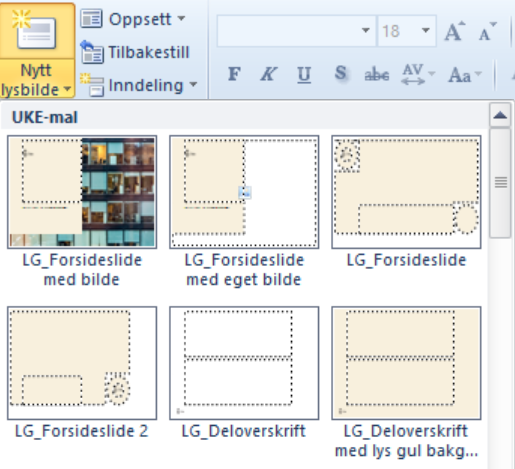 Oppsett
Tilbakestill
Nytt
lysbilde
Inndeling
18
A A
F K U S abc AV Aa
UKE-mal
LG_Forsideslide
med bilde
LG_Forsideslide
med eget bilde
LG_Forsideslide
LG_Forsideslide 2
LG_Deloverskrift
LG_Deloverskrift
med lys gul bakg...